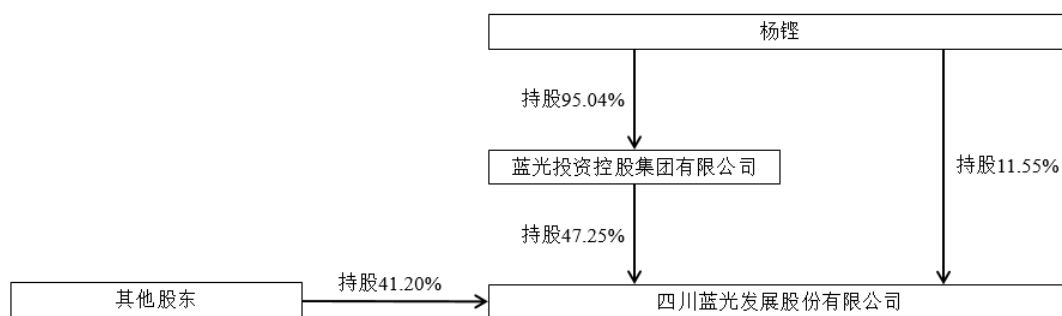 杨铿
持股95.04%
蓝光投资控股集团有限公司
持股11.55%
持股47.25%
其他股东
持股41.20%
四川蓝光发展股份有限公司